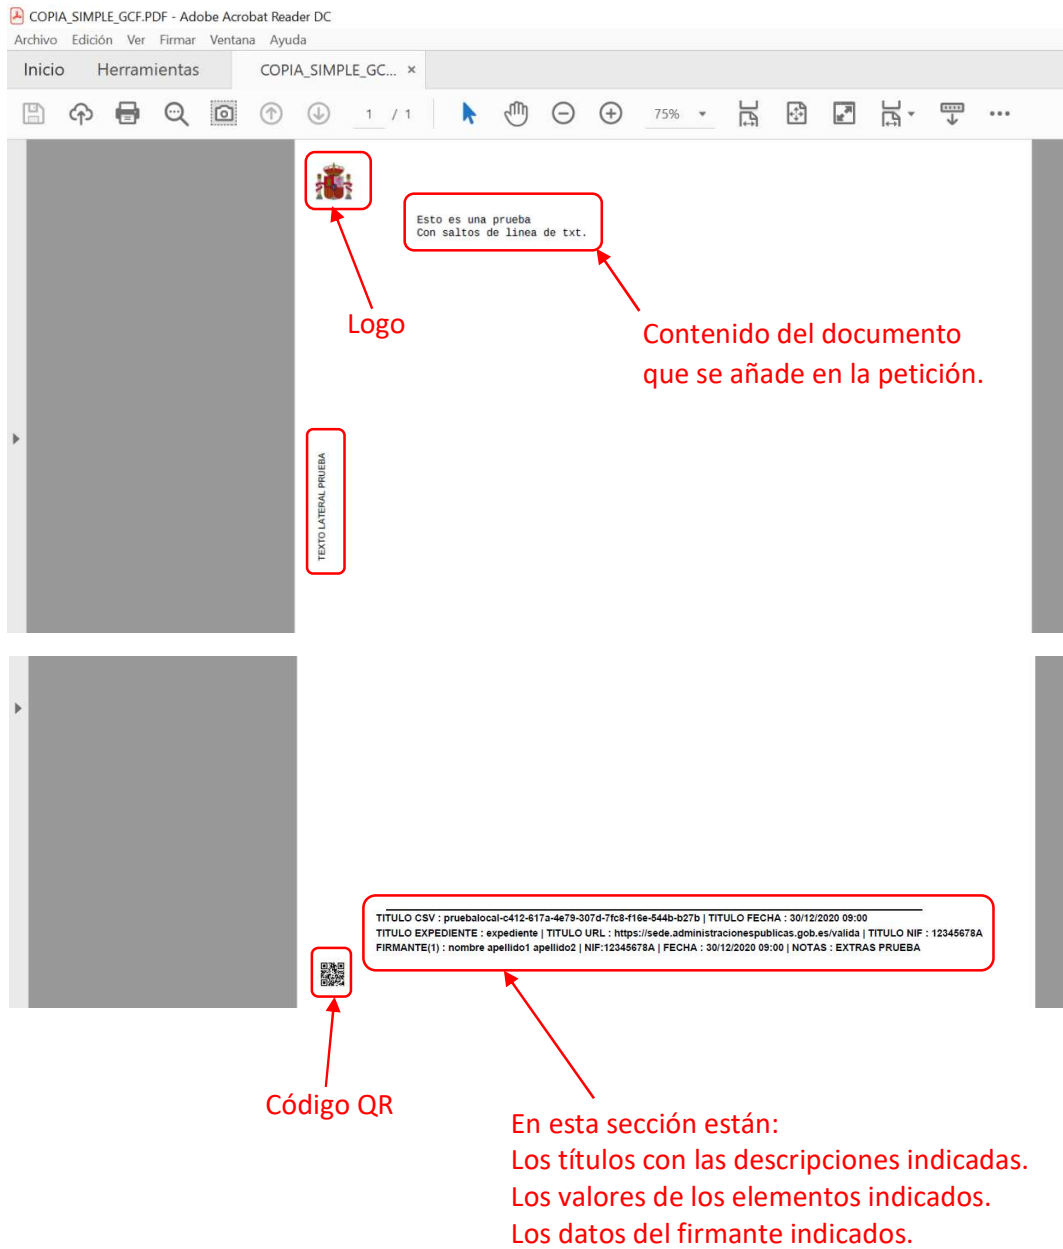 COPIA_SIMPLE_GCF.PDF - Adobe Acrobat Reader DC
Archivo Edición Ver Firmar Ventana Ayuda
Inicio Herramientas COPIA_SIMPLE_GC... ×
1 / 1 75%
Esto es una prueba
Con saltos de linea de txt.
Logo
Contenido del documento
que se añade en la petición.
TEXTO LATERAL PRUEBA
TITULO CSV : pruebalocal-c412-617a-4e79-307d-7fc8-f16e-544b-b27b | TITULO FECHA : 30/12/2020 09:00
TITULO EXPEDIENTE : expediente | TITULO URL : https://sede.administracionespublicas.gob.es/valida | TITULO NIF : 12345678A
FIRMANTE(1) : nombre apellido1 apellido2 | NIF:12345678A | FECHA : 30/12/2020 09:00 | NOTAS : EXTRAS PRUEBA
Código QR
En esta sección están:
Los títulos con las descripciones indicadas.
Los valores de los elementos indicados.
Los datos del firmante indicados.